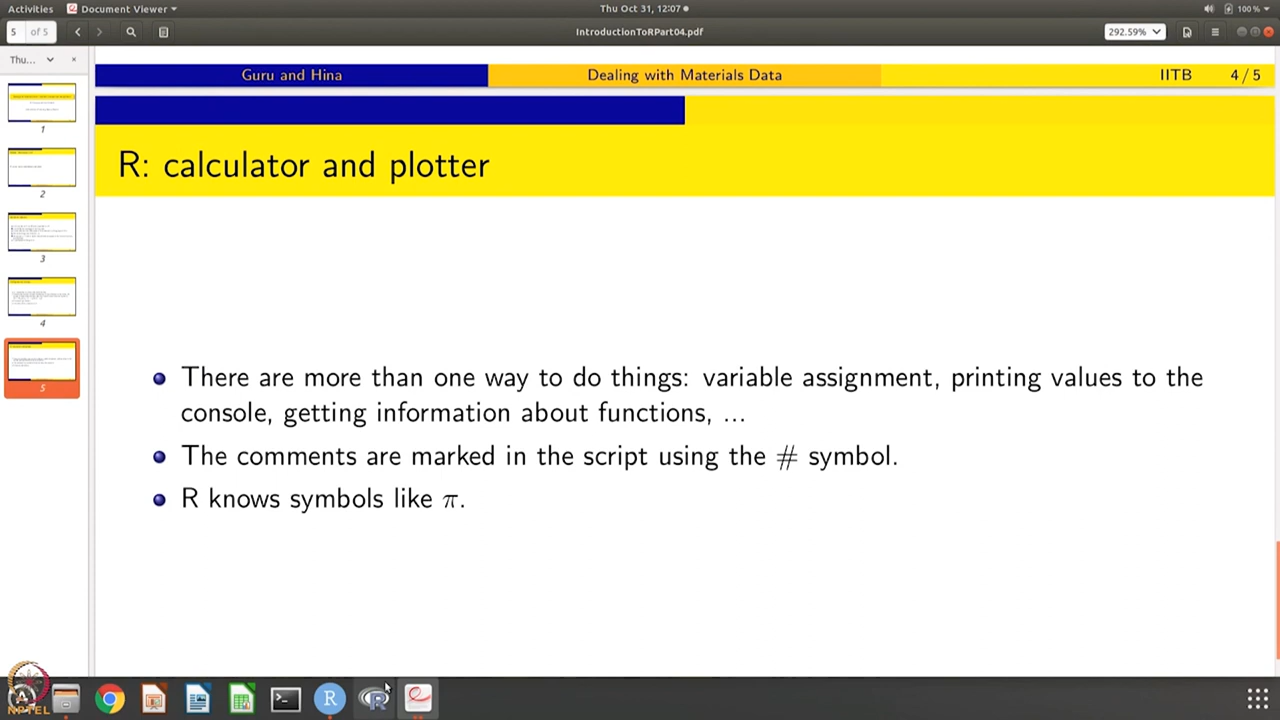 Activities Document Viewer Thu Oct 31, 12:07 100 %
5 of 5 IntroductionToRPart04.pdf 292.59%
Thu...
Guru and Hina Dealing with Materials Data IITB 4 / 5
R: calculator and plotter
There are more than one way to do things: variable assignment, printing values to the
console, getting information about functions, ...
The comments are marked in the script using the # symbol.
R knows symbols like π.
1
2
3
4
5
NPTEL